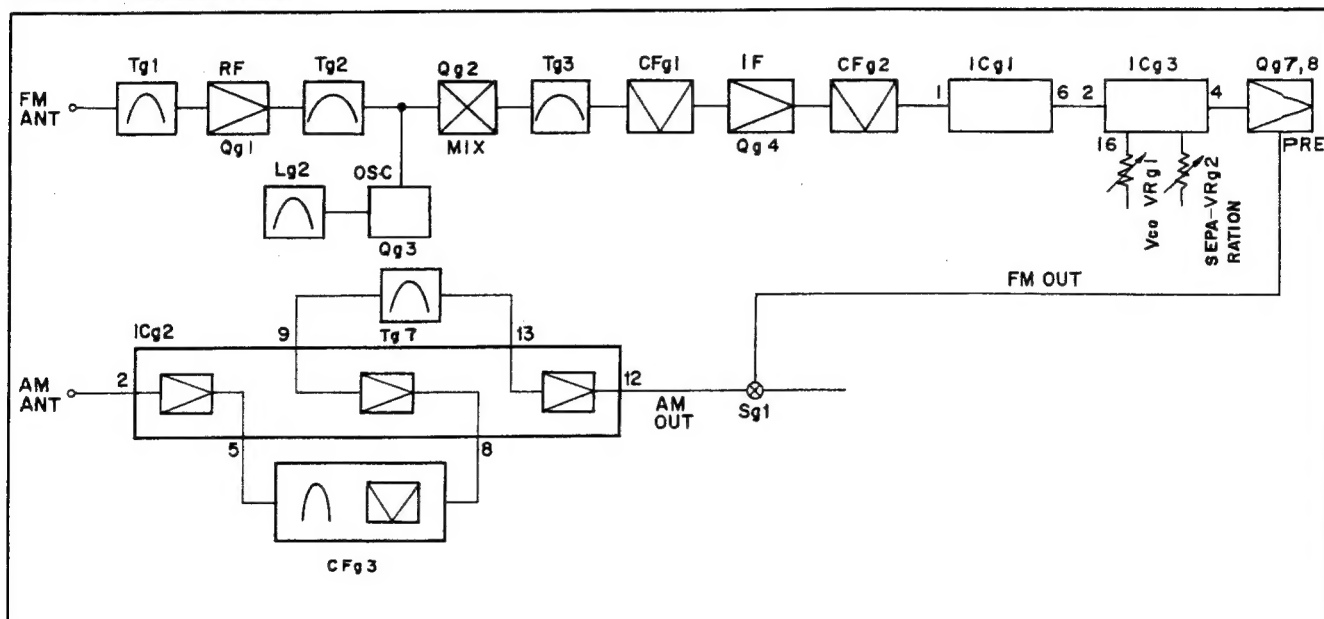 Tg1 RF Tg2 Qg2 Tg3 CFg1 IF CFg2 ICg1 ICg3 Qg7,8
FM ANT
1 6 2 4
Qg1 MIX Qg4 16 PRE
Lg2 OSC
Vco VRg1
SEPA-VRg2
RATION
Qg3
FM OUT
ICg2 9 Tg7 13
AM ANT
2 12
AM OUT
Sg1
5 8
CFg3